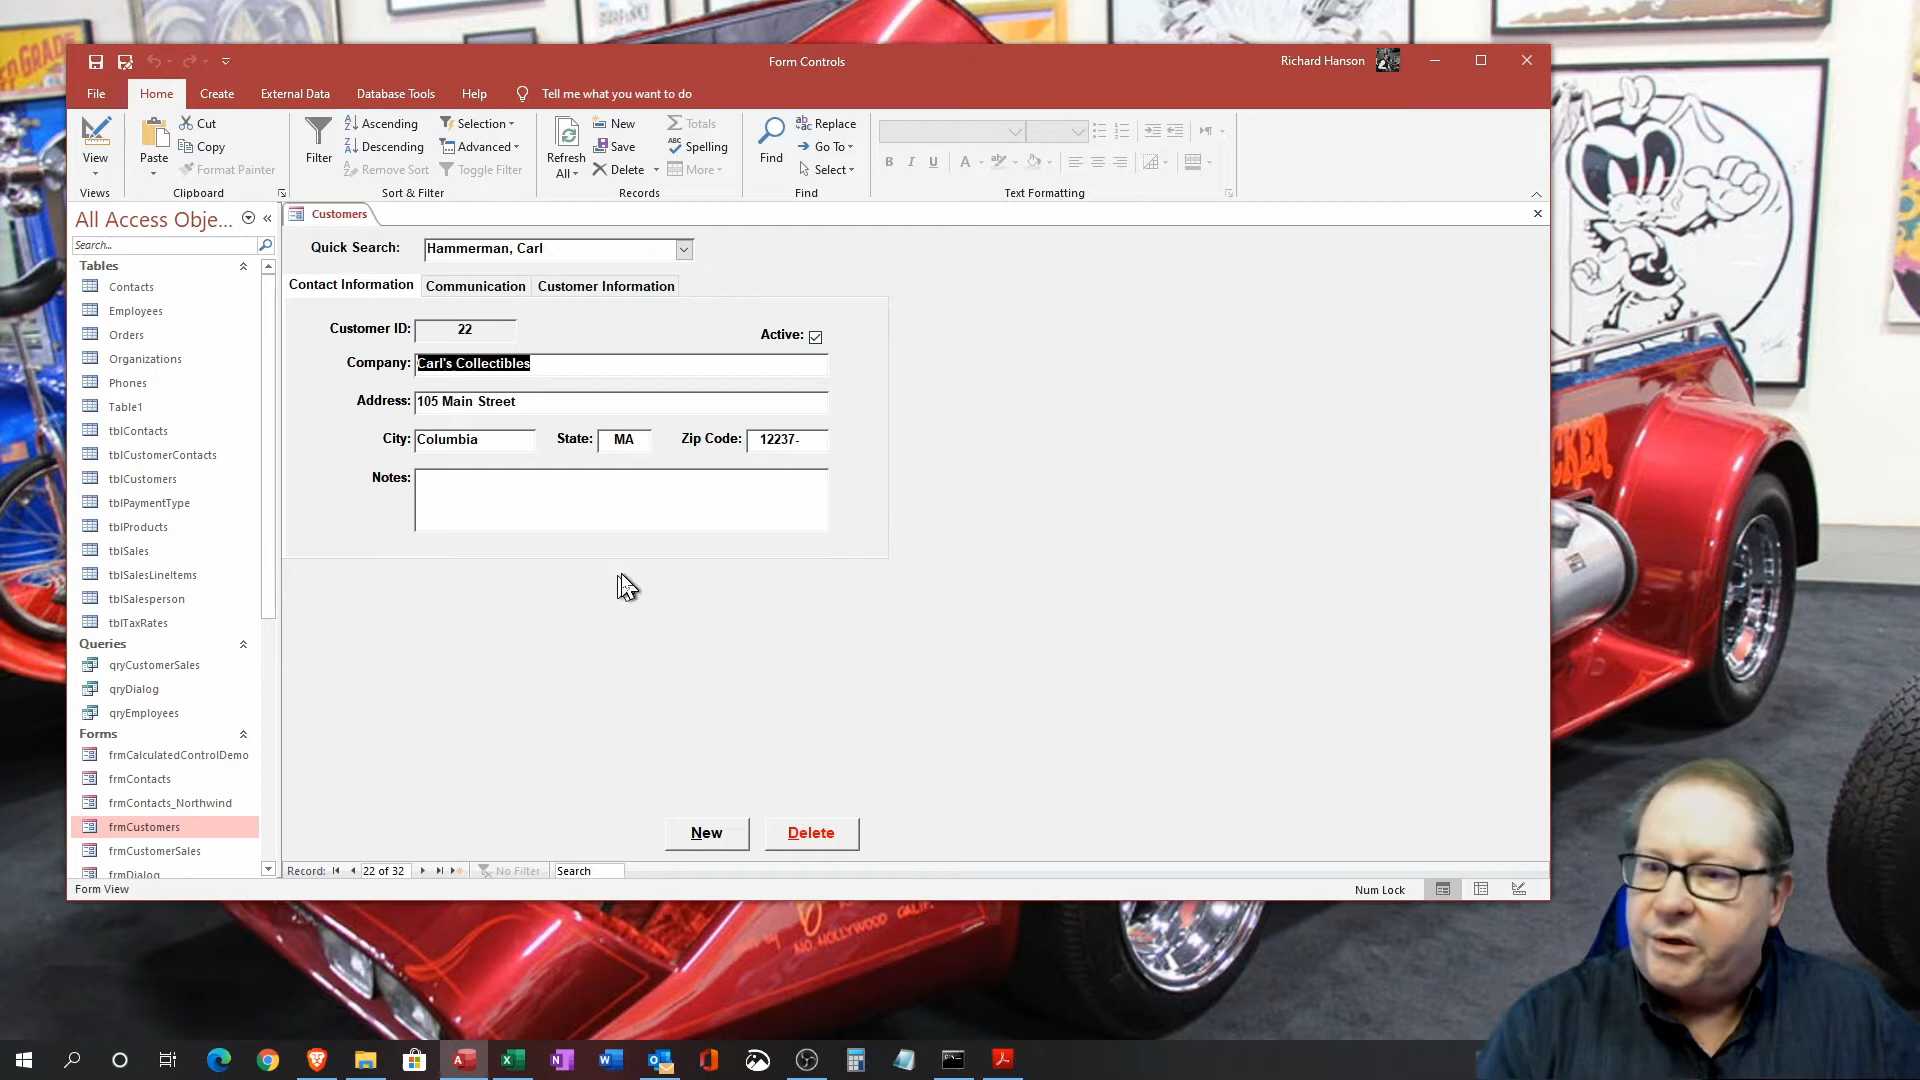 Form Controls
Richard Hanson
File Home Create External Data Database Tools Help Tell me what you want to do
View
Views
Paste
Cut
Copy
Format Painter
Clipboard
Filter
Ascending
Descending
Remove Sort
Selection
Advanced
Toggle Filter
Sort & Filter
Refresh
All
New
Save
Delete
Totals
Spelling
More
Records
Find
Replace
Go To
Select
Find
Text Formatting
All Access Obje...
Search...
Tables
Contacts
Employees
Orders
Organizations
Phones
Table1
tblContacts
tblCustomerContacts
tblCustomers
tblPaymentType
tblProducts
tblSales
tblSalesLineItems
tblSalesperson
tblTaxRates
Queries
qryCustomerSales
qryDialog
qryEmployees
Forms
frmCalculatedControlDemo
frmContacts
frmContacts_Northwind
frmCustomers
frmCustomerSales
frmDialog
Customers
Quick Search: Hammerman, Carl
Contact Information Communication Customer Information
Customer ID: 22
Active:
Company: Carl's Collectibles
Address: 105 Main Street
City: Columbia State: MA Zip Code: 12237-
Notes:
New Delete
Record: 22 of 32 No Filter Search
Form View
Num Lock
GRADE
NO. HOLLYWOOD CALIF.